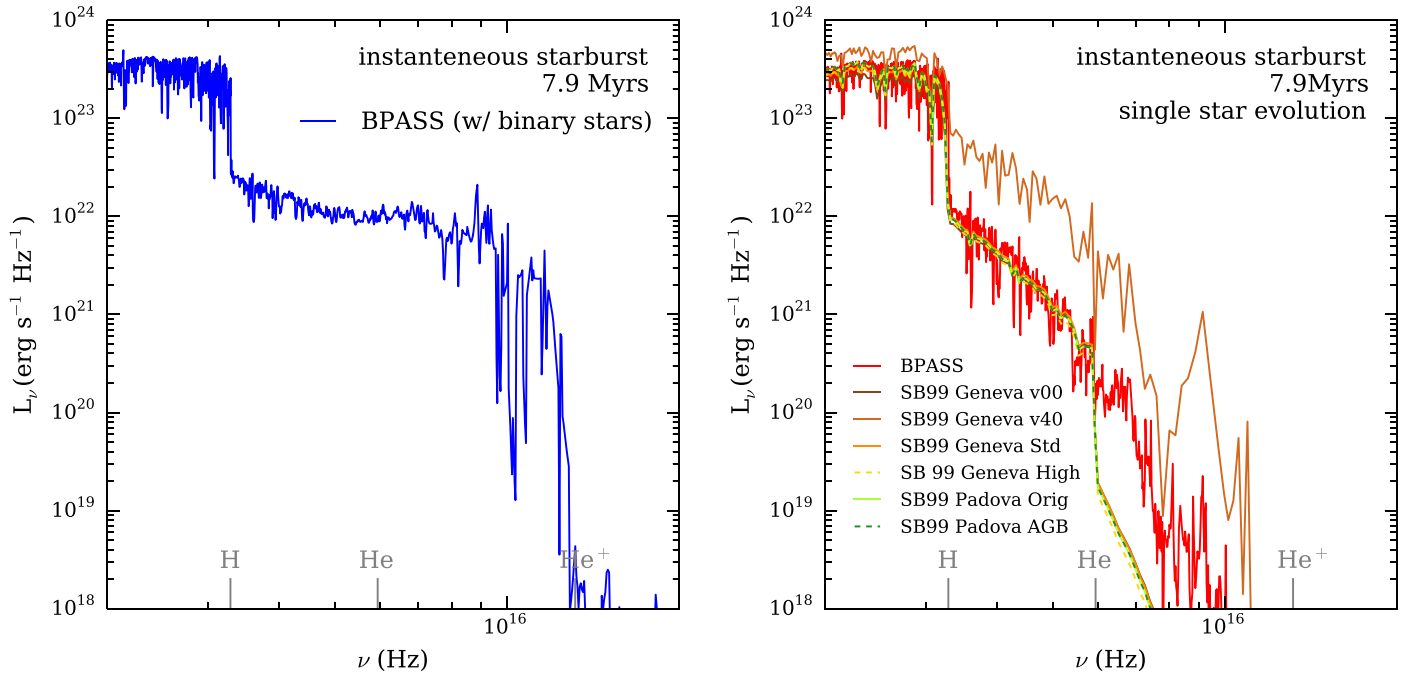 instanteneous starburst
7.9 Myrs
BPASS (w/ binary stars)
10^24
10^23
10^22
10^21
10^20
10^19
10^18
L_ν (erg s^−1 Hz^−1)
H
He
He^+
10^16
ν (Hz)
instanteneous starburst
7.9Myrs
single star evolution
10^24
10^23
10^22
10^21
10^20
10^19
10^18
L_ν (erg s^−1 Hz^−1)
BPASS
SB99 Geneva v00
SB99 Geneva v40
SB99 Geneva Std
SB 99 Geneva High
SB99 Padova Orig
SB99 Padova AGB
H
He
He^+
10^16
ν (Hz)